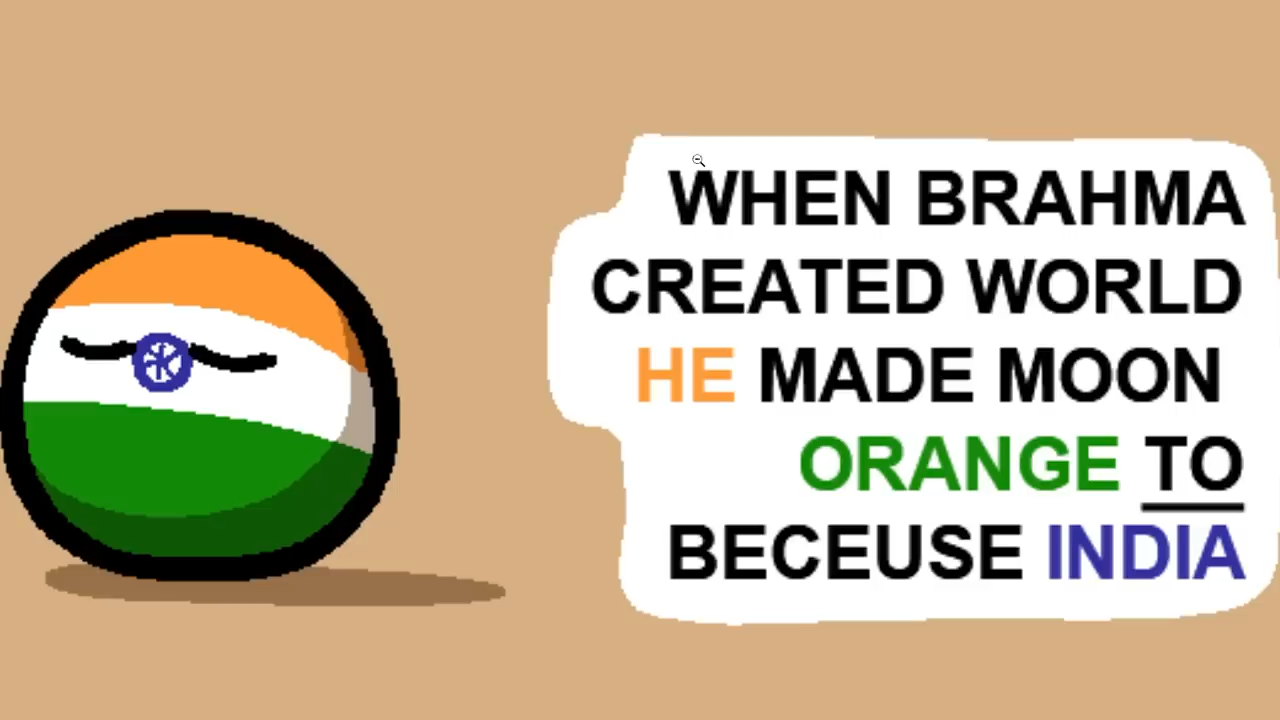 WHEN BRAHMA
CREATED WORLD
HE MADE MOON
ORANGE TO
BECEUSE INDIA